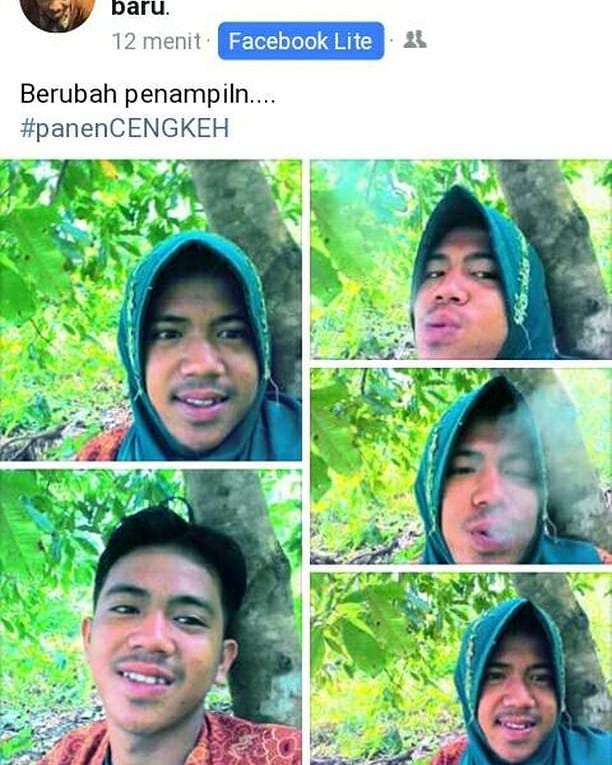 baru.
12 menit · Facebook Lite ·
Berubah penampiln....
#panenCENGKEH